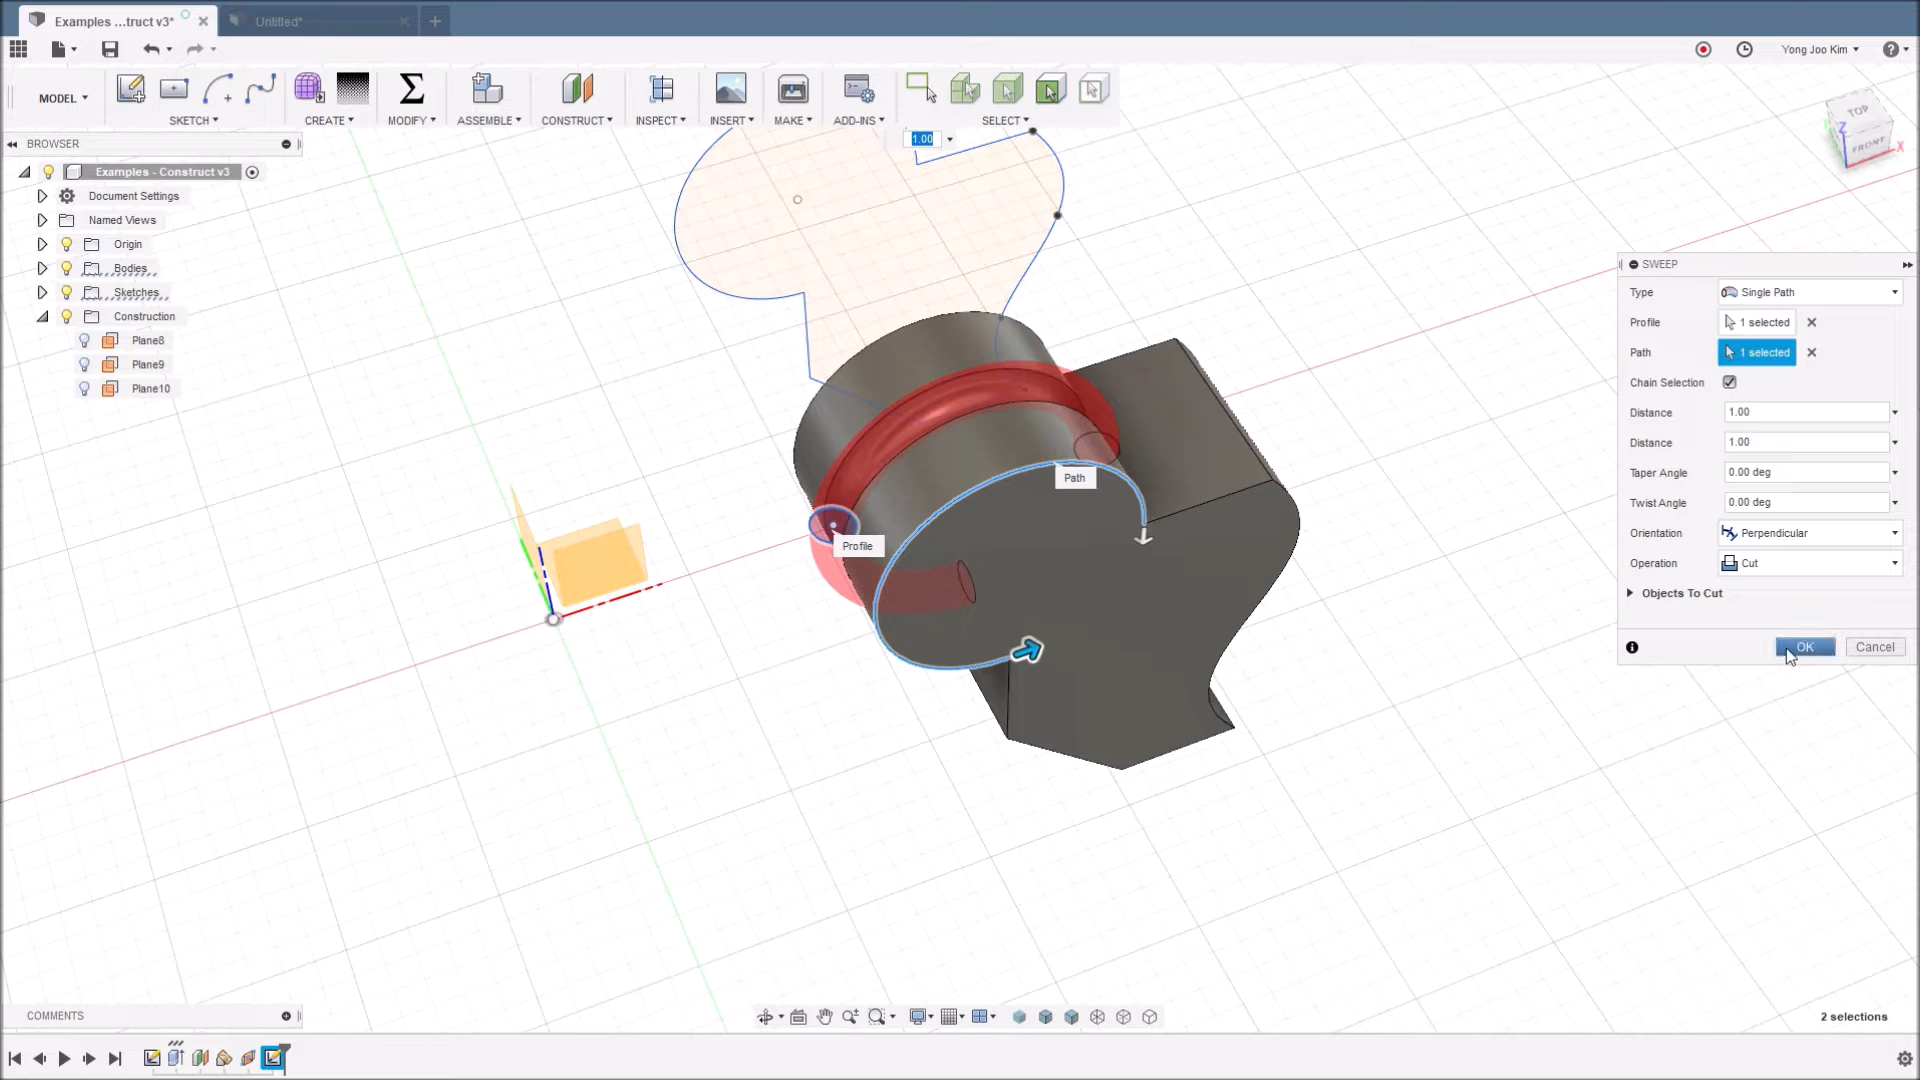 Examples ...truct v3*
Untitled*
Yong Joo Kim
MODEL
SKETCH
CREATE
MODIFY
ASSEMBLE
CONSTRUCT
INSPECT
INSERT
MAKE
ADD-INS
SELECT
BROWSER
1.00
TOP
FRONT
Z
X
Examples - Construct v3
Document Settings
Named Views
Origin
Bodies
Sketches
Construction
Plane8
Plane9
Plane10
SWEEP
Type Single Path
Profile 1 selected
Path 1 selected
Chain Selection
Distance 1.00
Distance 1.00
Taper Angle 0.00 deg
Twist Angle 0.00 deg
Orientation Perpendicular
Operation Cut
Objects To Cut
OK Cancel
Path
Profile
COMMENTS
2 selections